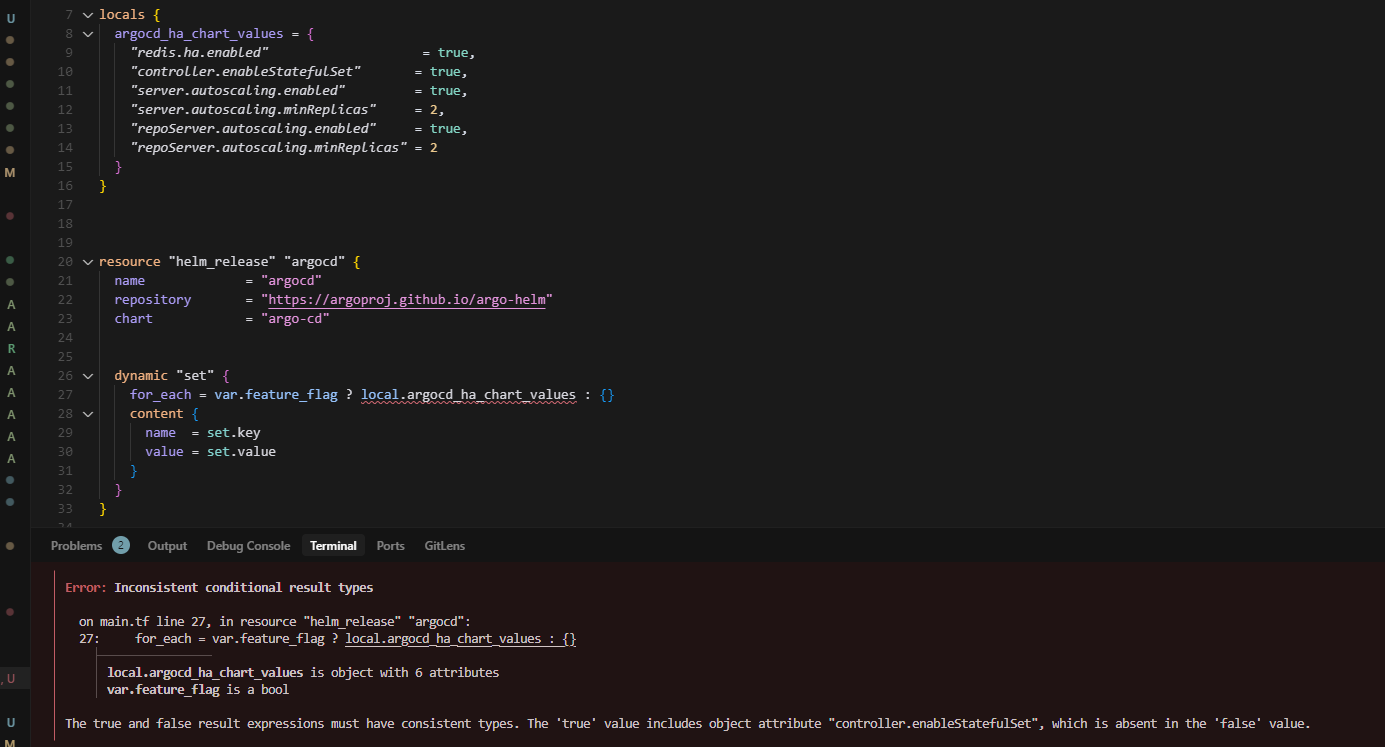 U
7 locals {
8 argocd_ha_chart_values = {
9 "redis.ha.enabled" = true,
10 "controller.enableStatefulSet" = true,
11 "server.autoscaling.enabled" = true,
12 "server.autoscaling.minReplicas" = 2,
13 "repoServer.autoscaling.enabled" = true,
14 "repoServer.autoscaling.minReplicas" = 2
M
15 }
16 }
17
18
19
20 resource "helm_release" "argocd" {
21 name = "argocd"
22 repository = "https://argoproj.github.io/argo-helm"
A
23 chart = "argo-cd"
A
24
R
25
A
26 dynamic "set" {
A
27 for_each = var.feature_flag ? local.argocd_ha_chart_values : {}
A
28 content {
29 name = set.key
A
30 value = set.value
A
31 }
32 }
33 }
34
Problems 2 Output Debug Console Terminal Ports GitLens
Error: Inconsistent conditional result types
on main.tf line 27, in resource "helm_release" "argocd":
27: for_each = var.feature_flag ? local.argocd_ha_chart_values : {}
local.argocd_ha_chart_values is object with 6 attributes
, U
var.feature_flag is a bool
U
The true and false result expressions must have consistent types. The 'true' value includes object attribute "controller.enableStatefulSet", which is absent in the 'false' value.
M